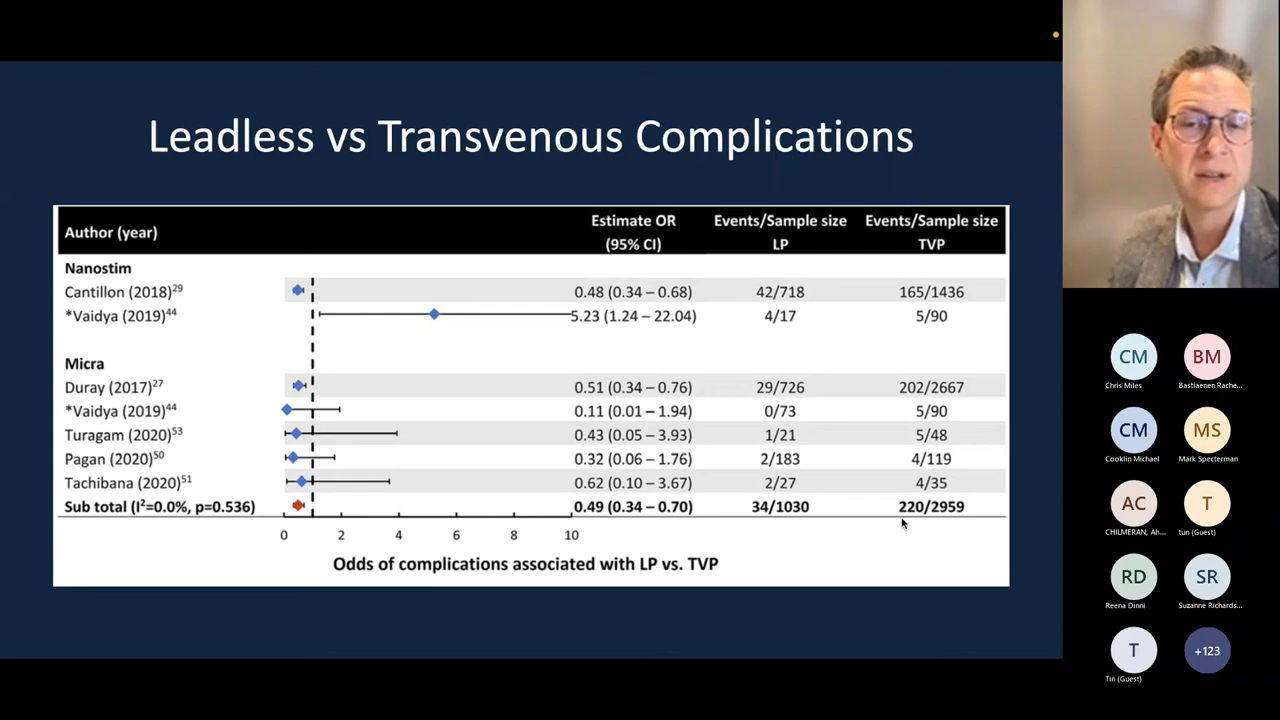 Leadless vs Transvenous Complications
Author (year)
Estimate OR
(95% CI)
Events/Sample size
LP
Events/Sample size
TVP
Nanostim
Cantillon (2018)29 0.48 (0.34 – 0.68) 42/718 165/1436
*Vaidya (2019)44 5.23 (1.24 – 22.04) 4/17 5/90
Micra
Duray (2017)27 0.51 (0.34 – 0.76) 29/726 202/2667
*Vaidya (2019)44 0.11 (0.01 – 1.94) 0/73 5/90
Turagam (2020)53 0.43 (0.05 – 3.93) 1/21 5/48
Pagan (2020)50 0.32 (0.06 – 1.76) 2/183 4/119
Tachibana (2020)51 0.62 (0.10 – 3.67) 2/27 4/35
Sub total (I2=0.0%, p=0.536) 0.49 (0.34 – 0.70) 34/1030 220/2959
0 2 4 6 8 10
Odds of complications associated with LP vs. TVP
CM BM
Chris Miles Bastiaenen Rache...
CM MS
Cooklin Michael Mark Specterman
AC T
CHILMERAN, Ah... tun (Guest)
RD SR
Reena Dinni Suzanne Richards...
T +123
Tin (Guest)